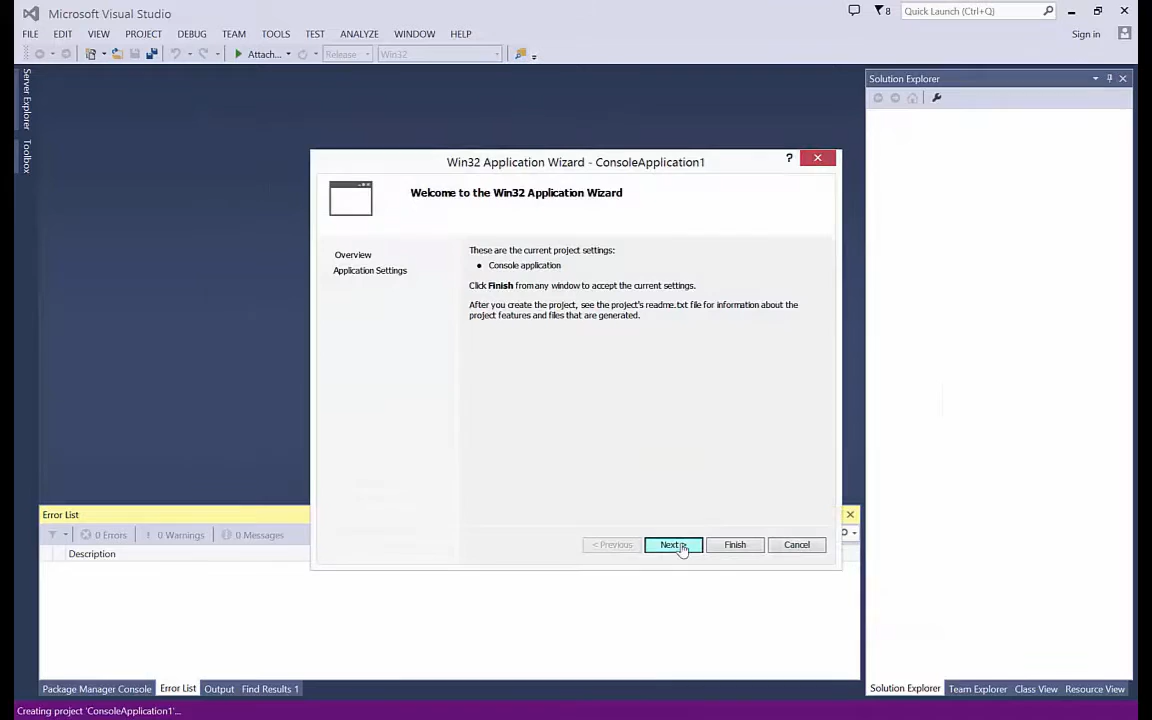 Microsoft Visual Studio
8
Quick Launch (Ctrl+Q)
FILE EDIT VIEW PROJECT DEBUG TEAM TOOLS TEST ANALYZE WINDOW HELP
Sign in
Attach... Release Win32
Server Explorer
Toolbox
Solution Explorer
Win32 Application Wizard - ConsoleApplication1
?
Welcome to the Win32 Application Wizard
Overview
Application Settings
These are the current project settings:
• Console application
Click Finish from any window to accept the current settings.
After you create the project, see the project's readme.txt file for information about the
project features and files that are generated.
< Previous Next > Finish Cancel
Error List
0 Errors 0 Warnings 0 Messages
Description
Package Manager Console Error List Output Find Results 1
Solution Explorer Team Explorer Class View Resource View
Creating project 'ConsoleApplication1'...